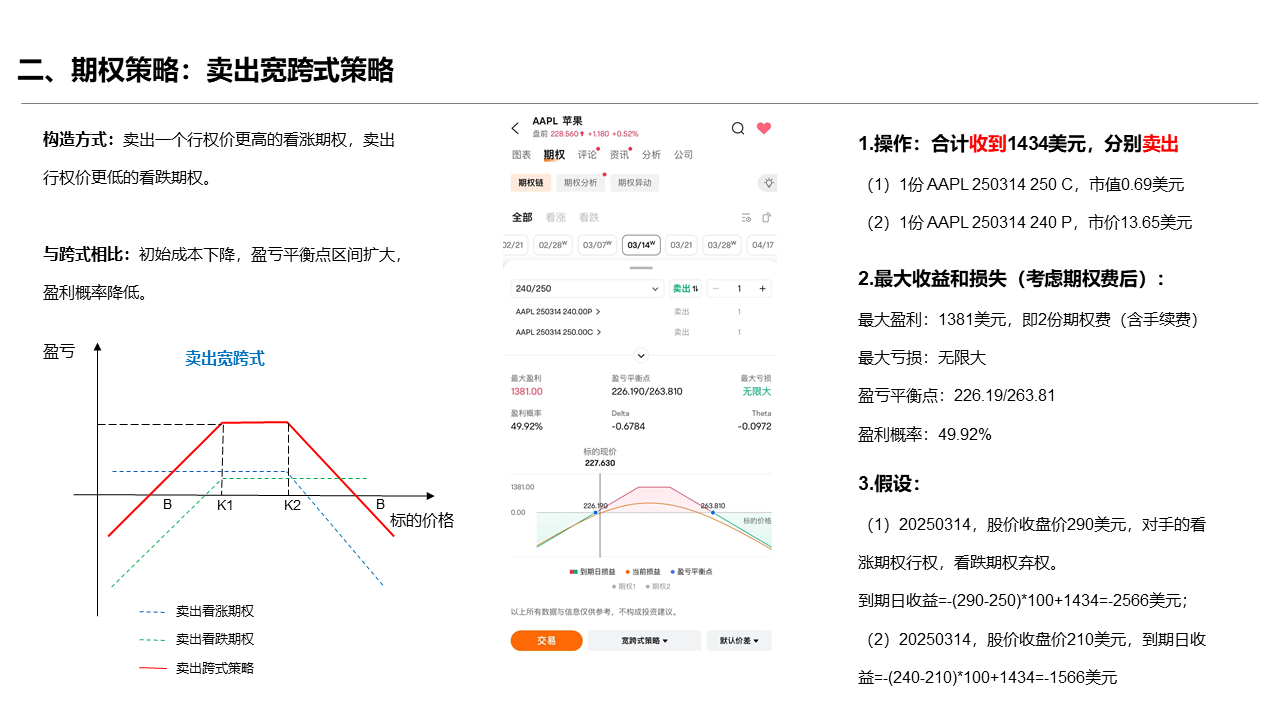 二、期权策略：卖出宽跨式策略
构造方式：卖出一个行权价更高的看涨期权，卖出
行权价更低的看跌期权。
与跨式相比：初始成本下降，盈亏平衡点区间扩大，
盈利概率降低。
盈亏
卖出宽跨式
B
K1
K2
B
标的价格
卖出看涨期权
卖出看跌期权
卖出跨式策略
AAPL 苹果
盘前 228.560 +1.180 +0.52%
图表 期权 评论 资讯 分析 公司
期权链 期权分析 期权异动
全部 看涨 看跌
02/21 02/28W 03/07W 03/14W 03/21 03/28W 04/17
240/250 卖出 1 +
AAPL 250314 240.00P > 卖出 1
AAPL 250314 250.00C > 卖出 1
最大盈利 盈亏平衡点 最大亏损
1381.00 226.190/263.810 无限大
盈利概率 Delta Theta
49.92% -0.6784 -0.0972
标的现价
227.630
1381.00
226.190 263.810
0.00
标的价格
到期日损益 当前损益 盈亏平衡点
期权1 期权2
以上所有数据与信息仅供参考，不构成投资建议。
交易 宽跨式策略 默认价差
1.操作：合计收到1434美元，分别卖出
（1）1份 AAPL 250314 250 C，市值0.69美元
（2）1份 AAPL 250314 240 P，市价13.65美元
2.最大收益和损失（考虑期权费后）：
最大盈利：1381美元，即2份期权费（含手续费）
最大亏损：无限大
盈亏平衡点：226.19/263.81
盈利概率：49.92%
3.假设：
（1）20250314，股价收盘价290美元，对手的看
涨期权行权，看跌期权弃权。
到期日收益=-(290-250)*100+1434=-2566美元；
（2）20250314，股价收盘价210美元，到期日收
益=-(240-210)*100+1434=-1566美元